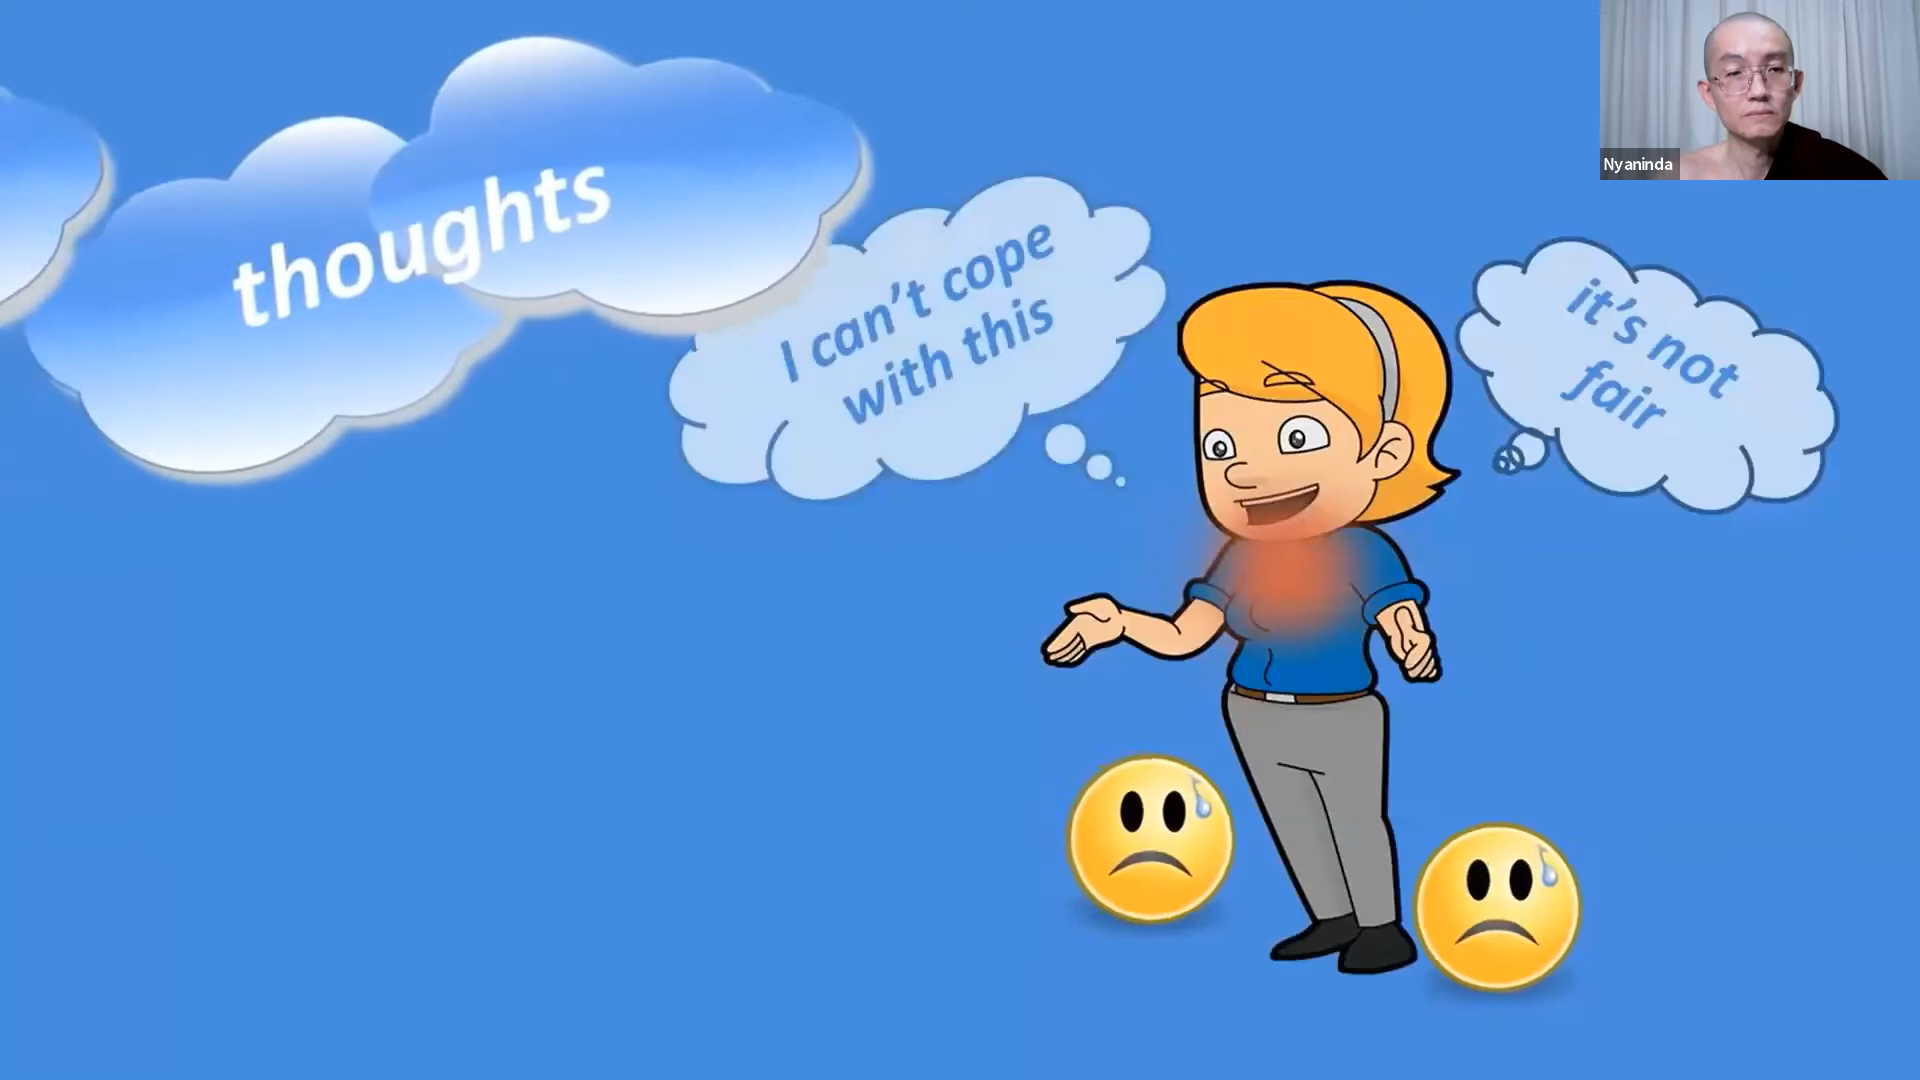 thoughts
I can't cope
with this
it's not
fair
Nyaninda